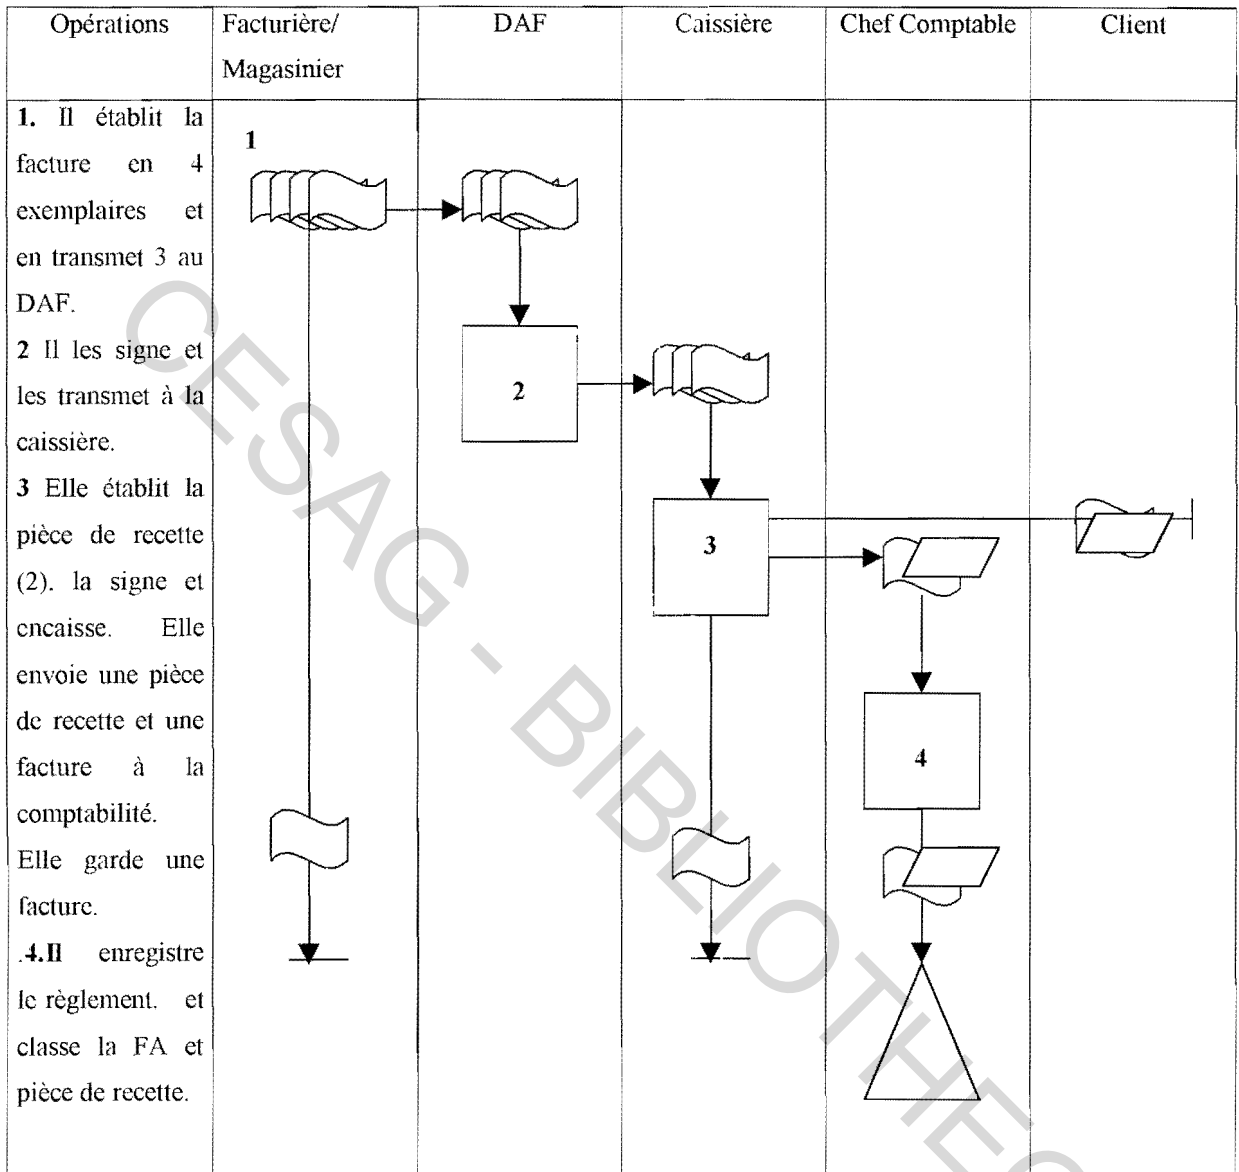 Opérations
Facturière/
Magasinier
DAF
Caissière
Chef Comptable
Client
1. Il établit la
facture en 4
exemplaires et
en transmet 3 au
DAF.
2 Il les signe et
les transmet à la
caissière.
3 Elle établit la
pièce de recette
(2). la signe et
encaisse. Elle
envoie une pièce
de recette et une
facture à la
comptabilité.
Elle garde une
facture.
.4.Il enregistre
le règlement. et
classe la FA et
pièce de recette.
1
2
3
4
CESAG - BIBLIOTHEQ